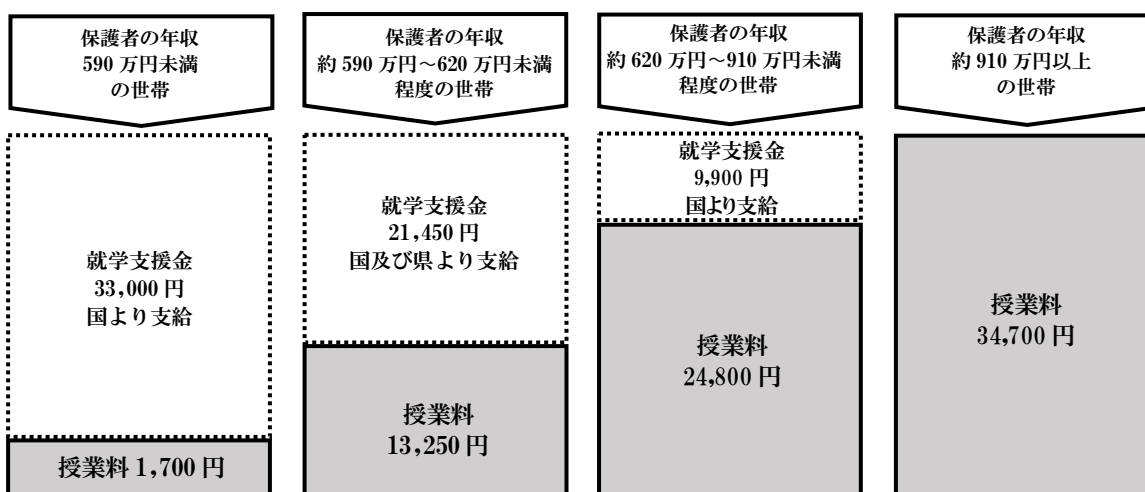 保護者の年収
590 万円未満
の世帯
保護者の年収
約 590 万円～620 万円未満
程度の世帯
保護者の年収
約 620 万円～910 万円未満
程度の世帯
保護者の年収
約 910 万円以上
の世帯
就学支援金
33,000 円
国より支給
授業料 1,700 円
就学支援金
21,450 円
国及び県より支給
授業料
13,250 円
就学支援金
9,900 円
国より支給
授業料
24,800 円
授業料
34,700 円